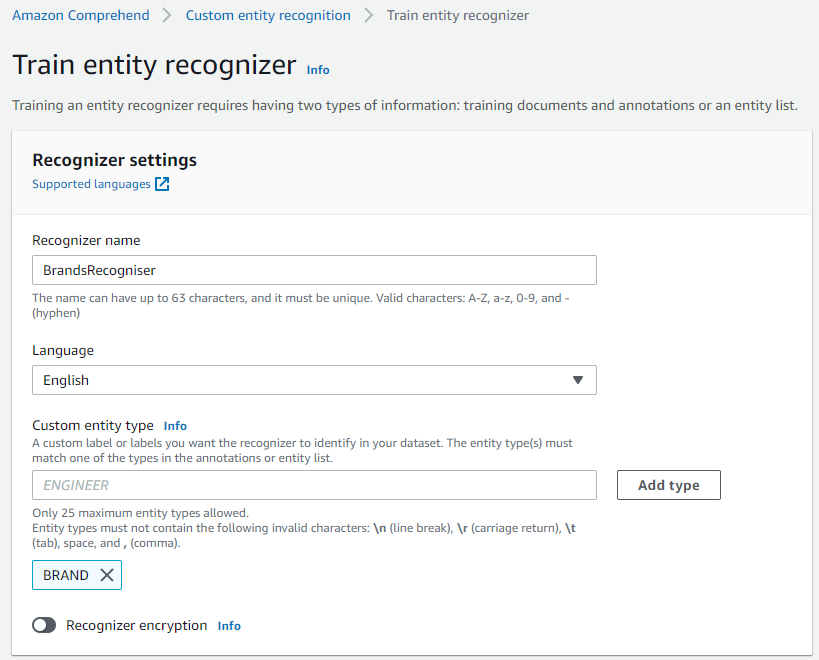 Amazon Comprehend > Custom entity recognition > Train entity recognizer
Train entity recognizer Info
Training an entity recognizer requires having two types of information: training documents and annotations or an entity list.
Recognizer settings
Supported languages
Recognizer name
BrandsRecogniser
The name can have up to 63 characters, and it must be unique. Valid characters: A-Z, a-z, 0-9, and -
(hyphen)
Language
English
Custom entity type Info
A custom label or labels you want the recognizer to identify in your dataset. The entity type(s) must
match one of the types in the annotations or entity list.
ENGINEER Add type
Only 25 maximum entity types allowed.
Entity types must not contain the following invalid characters: \n (line break), \r (carriage return), \t
(tab), space, and , (comma).
BRAND
Recognizer encryption Info